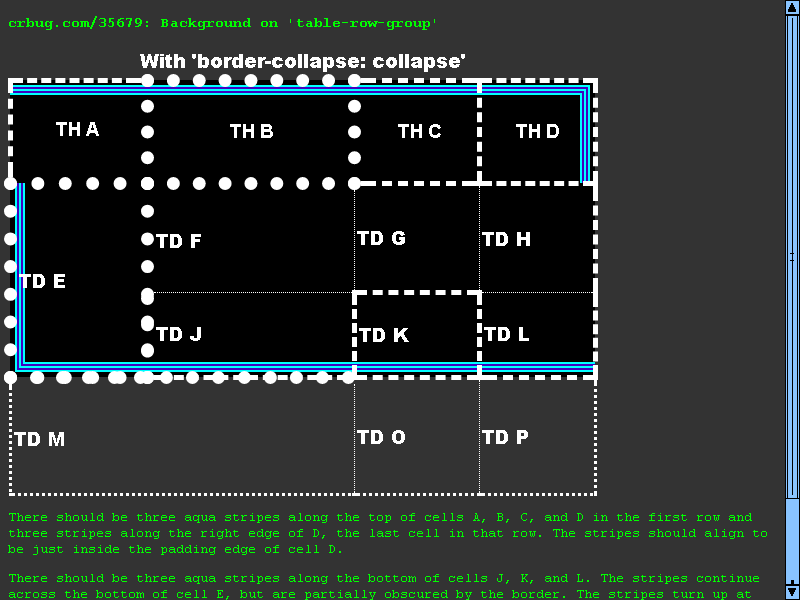 crbug.com/35679: Background on 'table-row-group'
With 'border-collapse: collapse'
TH A TH B TH C TH D
TD E TD F TD G TD H
TD J TD K TD L
TD M TD O TD P
There should be three aqua stripes along the top of cells A, B, C, and D in the first row and
three stripes along the right edge of D, the last cell in that row. The stripes should align to
be just inside the padding edge of cell D.
There should be three aqua stripes along the bottom of cells J, K, and L. The stripes continue
across the bottom of cell E, but are partially obscured by the border. The stripes turn up at